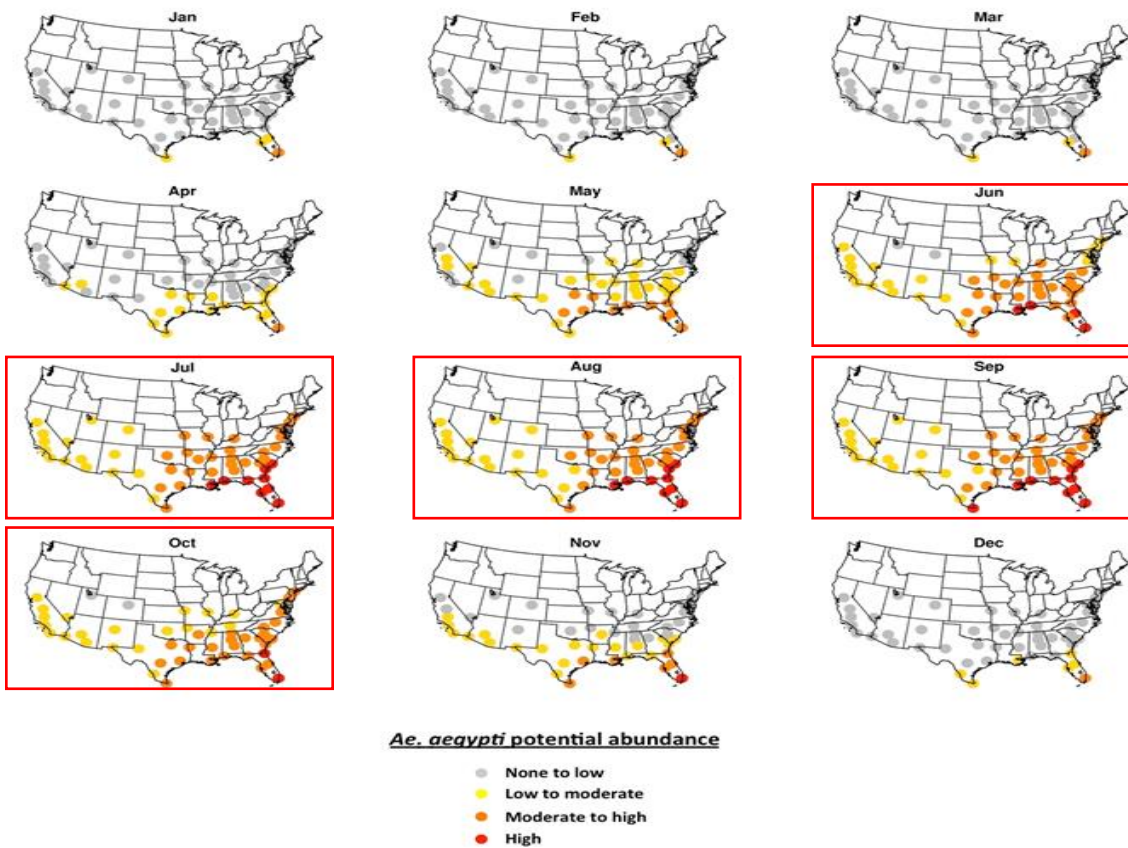 Jan
Feb
Mar
Apr
May
Jun
Jul
Aug
Sep
Oct
Nov
Dec
Ae. aegypti potential abundance
None to low
Low to moderate
Moderate to high
High